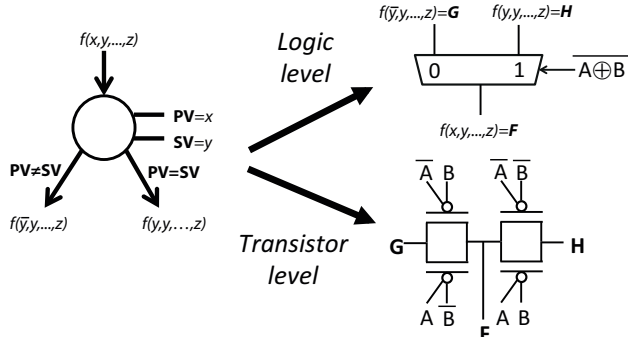 f(x,y,...,z)
PV=x
SV=y
PV≠SV
PV=SV
f(y̅,y,...,z)
f(y,y,...,z)
Logic
level
Transistor
level
f(y̅,y,...,z)=G
f(y,y,...,z)=H
0
1
A̅⊕̅B̅
f(x,y,...,z)=F
A̅ B
A̅ B̅
G
H
A B̅
A B
F